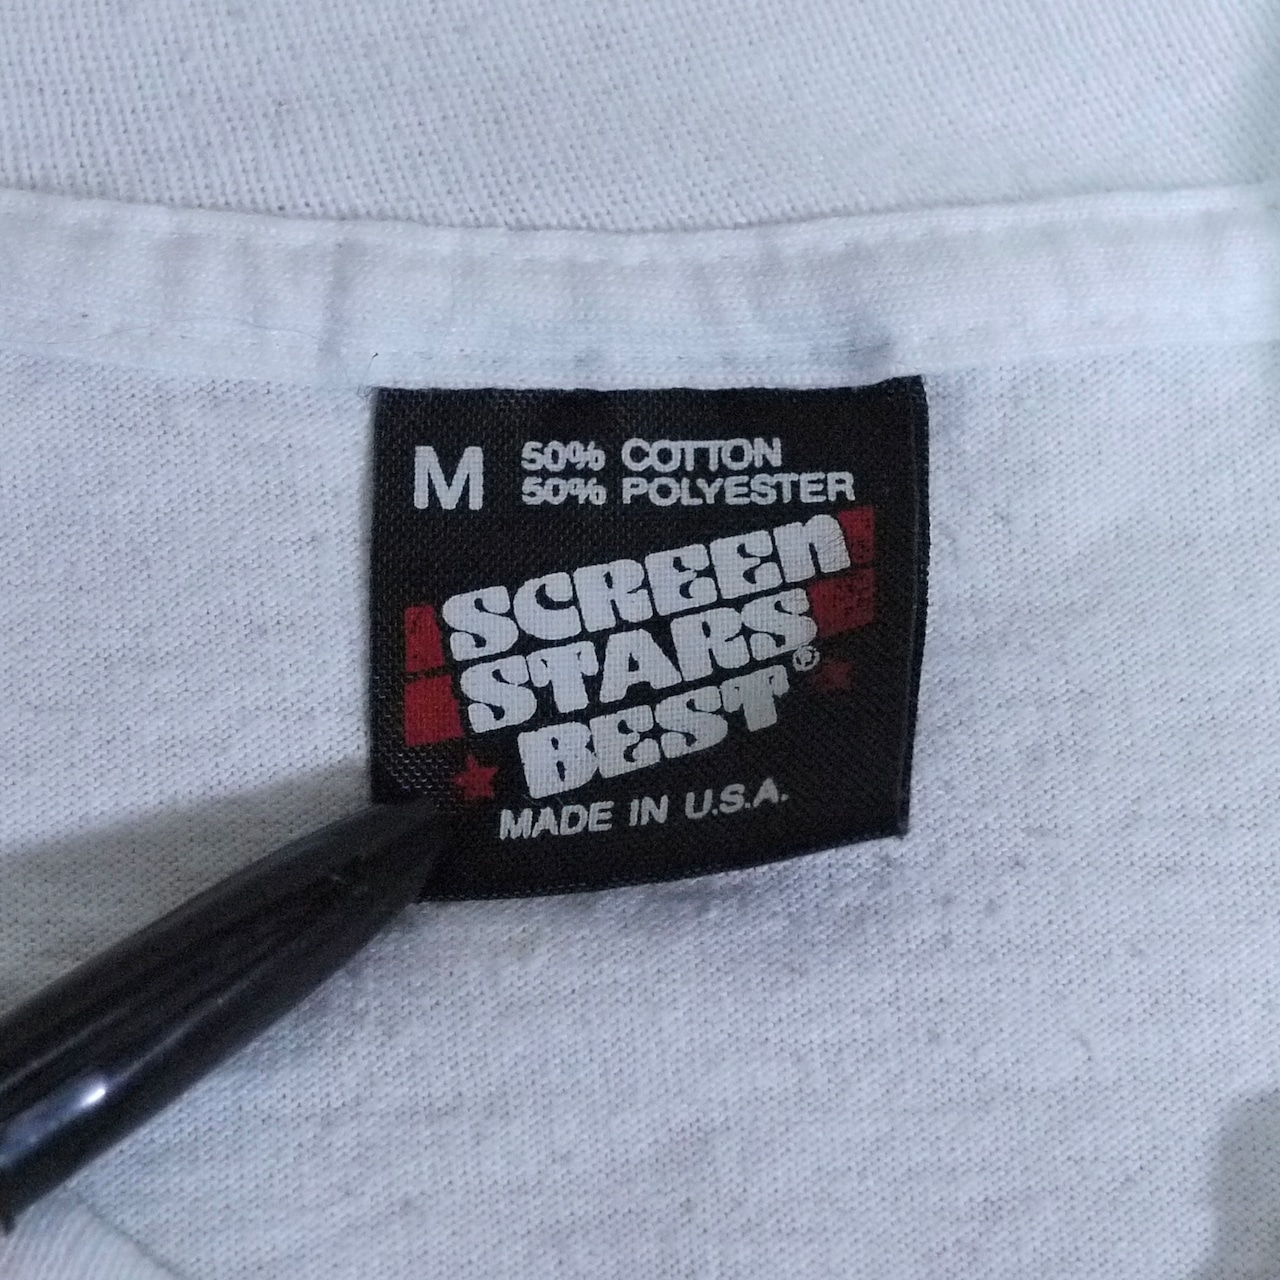 M 50% COTTON
50% POLYESTER
SCREEN
STARS
BEST®
MADE IN U.S.A.